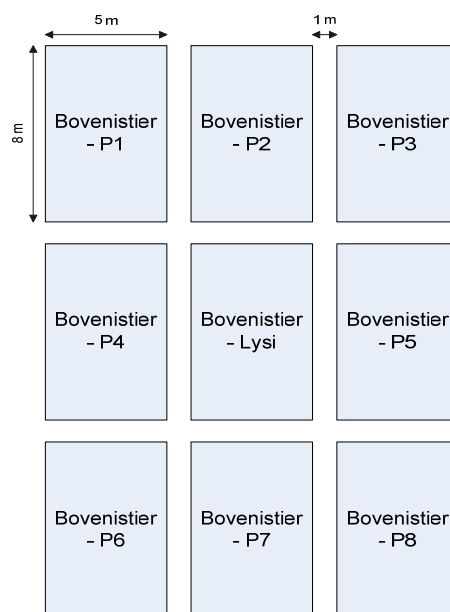 5 m
1 m
8 m
Bovenistier
- P1
Bovenistier
- P2
Bovenistier
- P3
Bovenistier
- P4
Bovenistier
- Lysi
Bovenistier
- P5
Bovenistier
- P6
Bovenistier
- P7
Bovenistier
- P8